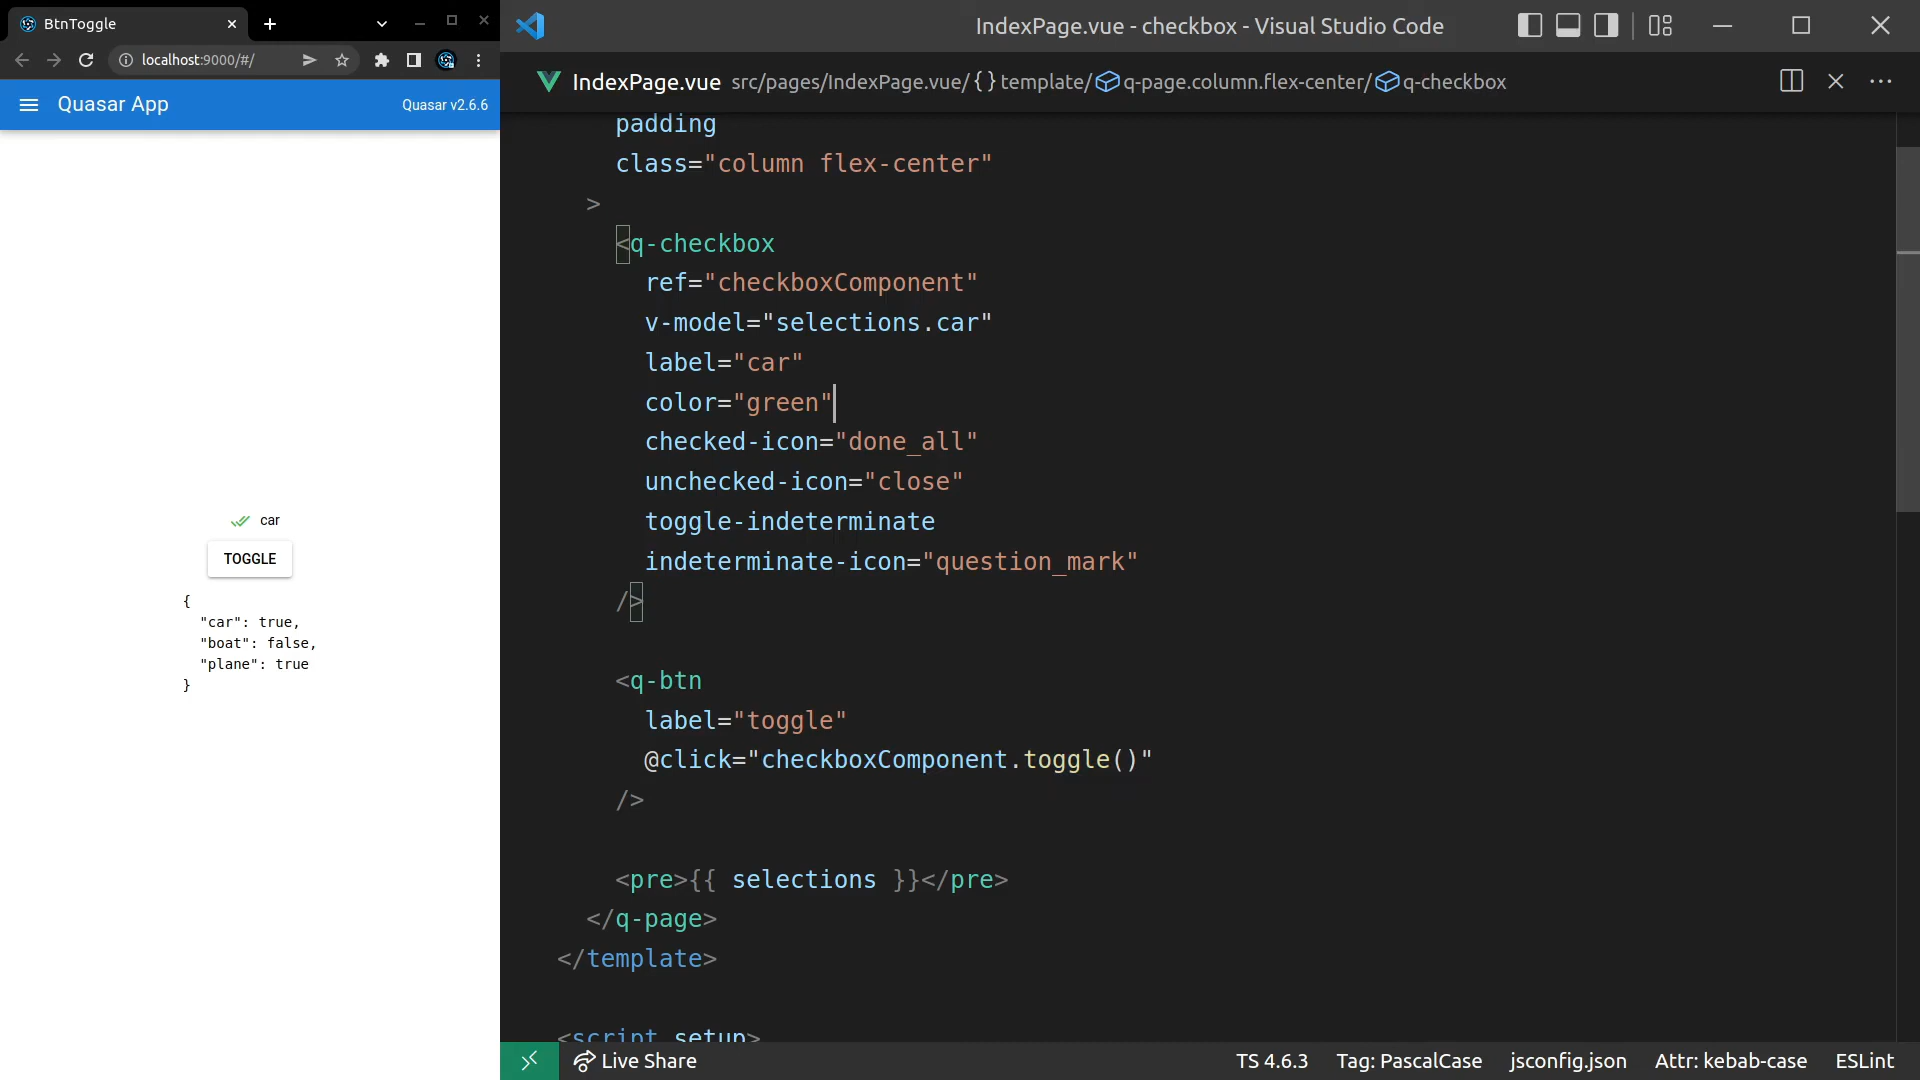 BtnToggle
localhost:9000/#/
Quasar App
Quasar v2.6.6
car
TOGGLE
{
  "car": true,
  "boat": false,
  "plane": true
}
IndexPage.vue - checkbox - Visual Studio Code
IndexPage.vue src/pages/IndexPage.vue/ {} template/ q-page.column.flex-center/ q-checkbox
padding
class="column flex-center"
>
<q-checkbox
ref="checkboxComponent"
v-model="selections.car"
label="car"
color="green"
checked-icon="done_all"
unchecked-icon="close"
toggle-indeterminate
indeterminate-icon="question_mark"
/>
<q-btn
label="toggle"
@click="checkboxComponent.toggle()"
/>
<pre>{{ selections }}</pre>
</q-page>
</template>
<script setup>
Live Share
TS 4.6.3 Tag: PascalCase jsconfig.json Attr: kebab-case ESLint